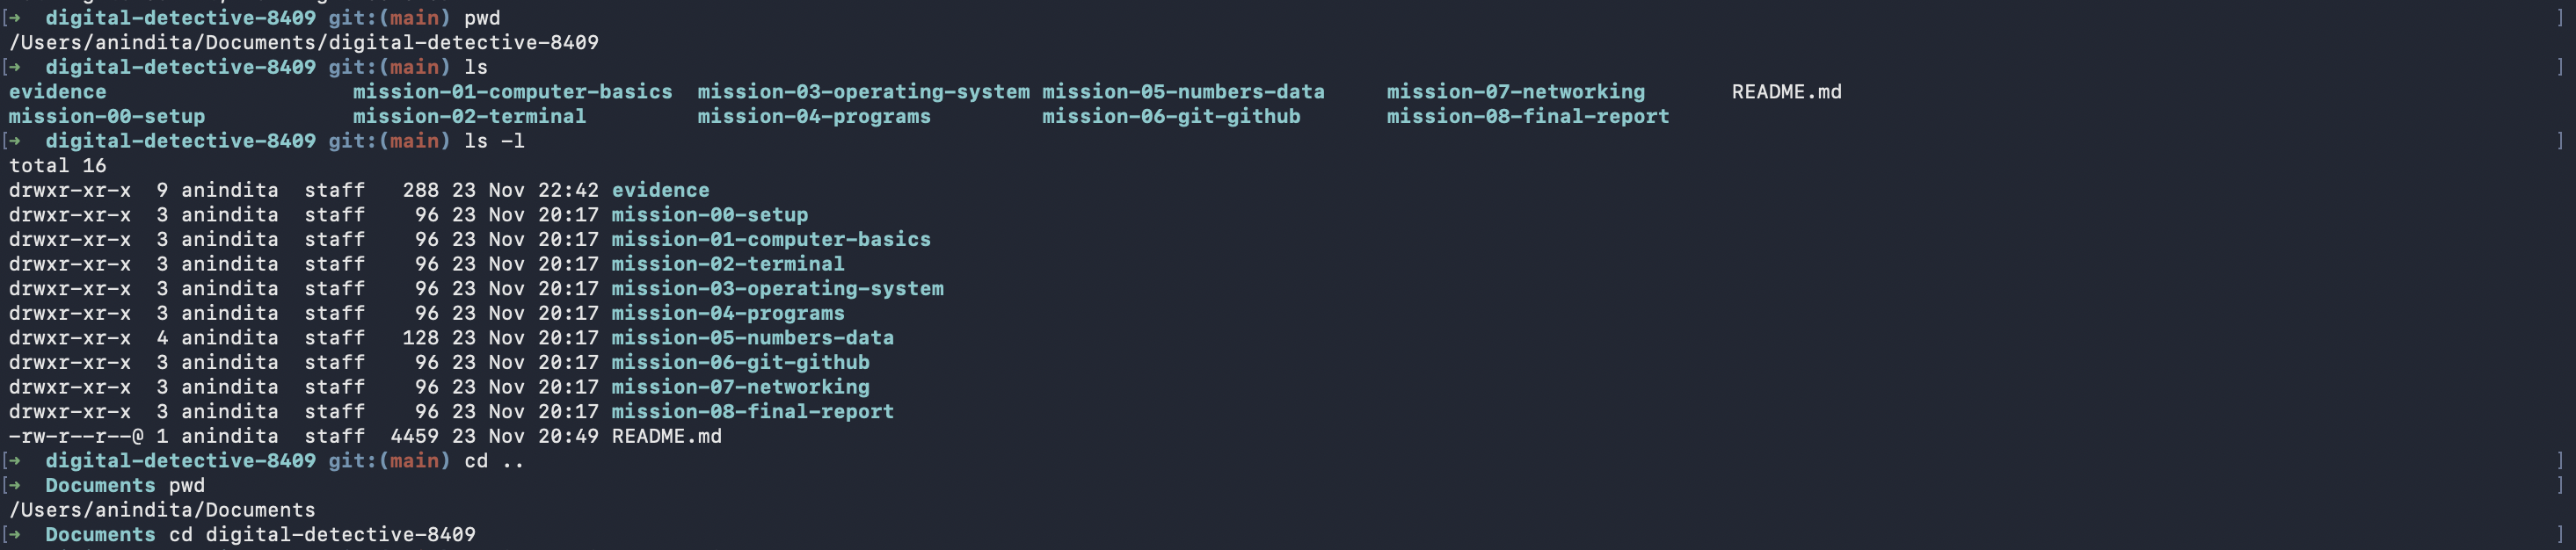 [➜  digital-detective-8409 git:(main) pwd ]
/Users/anindita/Documents/digital-detective-8409
[➜  digital-detective-8409 git:(main) ls ]
evidence mission-01-computer-basics mission-03-operating-system mission-05-numbers-data mission-07-networking README.md
mission-00-setup mission-02-terminal mission-04-programs mission-06-git-github mission-08-final-report
[➜  digital-detective-8409 git:(main) ls -l ]
total 16
drwxr-xr-x  9 anindita  staff   288 23 Nov 22:42 evidence
drwxr-xr-x  3 anindita  staff    96 23 Nov 20:17 mission-00-setup
drwxr-xr-x  3 anindita  staff    96 23 Nov 20:17 mission-01-computer-basics
drwxr-xr-x  3 anindita  staff    96 23 Nov 20:17 mission-02-terminal
drwxr-xr-x  3 anindita  staff    96 23 Nov 20:17 mission-03-operating-system
drwxr-xr-x  3 anindita  staff    96 23 Nov 20:17 mission-04-programs
drwxr-xr-x  4 anindita  staff   128 23 Nov 20:17 mission-05-numbers-data
drwxr-xr-x  3 anindita  staff    96 23 Nov 20:17 mission-06-git-github
drwxr-xr-x  3 anindita  staff    96 23 Nov 20:17 mission-07-networking
drwxr-xr-x  3 anindita  staff    96 23 Nov 20:17 mission-08-final-report
-rw-r--r--@ 1 anindita  staff  4459 23 Nov 20:49 README.md
[➜  digital-detective-8409 git:(main) cd .. ]
[➜  Documents pwd ]
/Users/anindita/Documents
[➜  Documents cd digital-detective-8409 ]